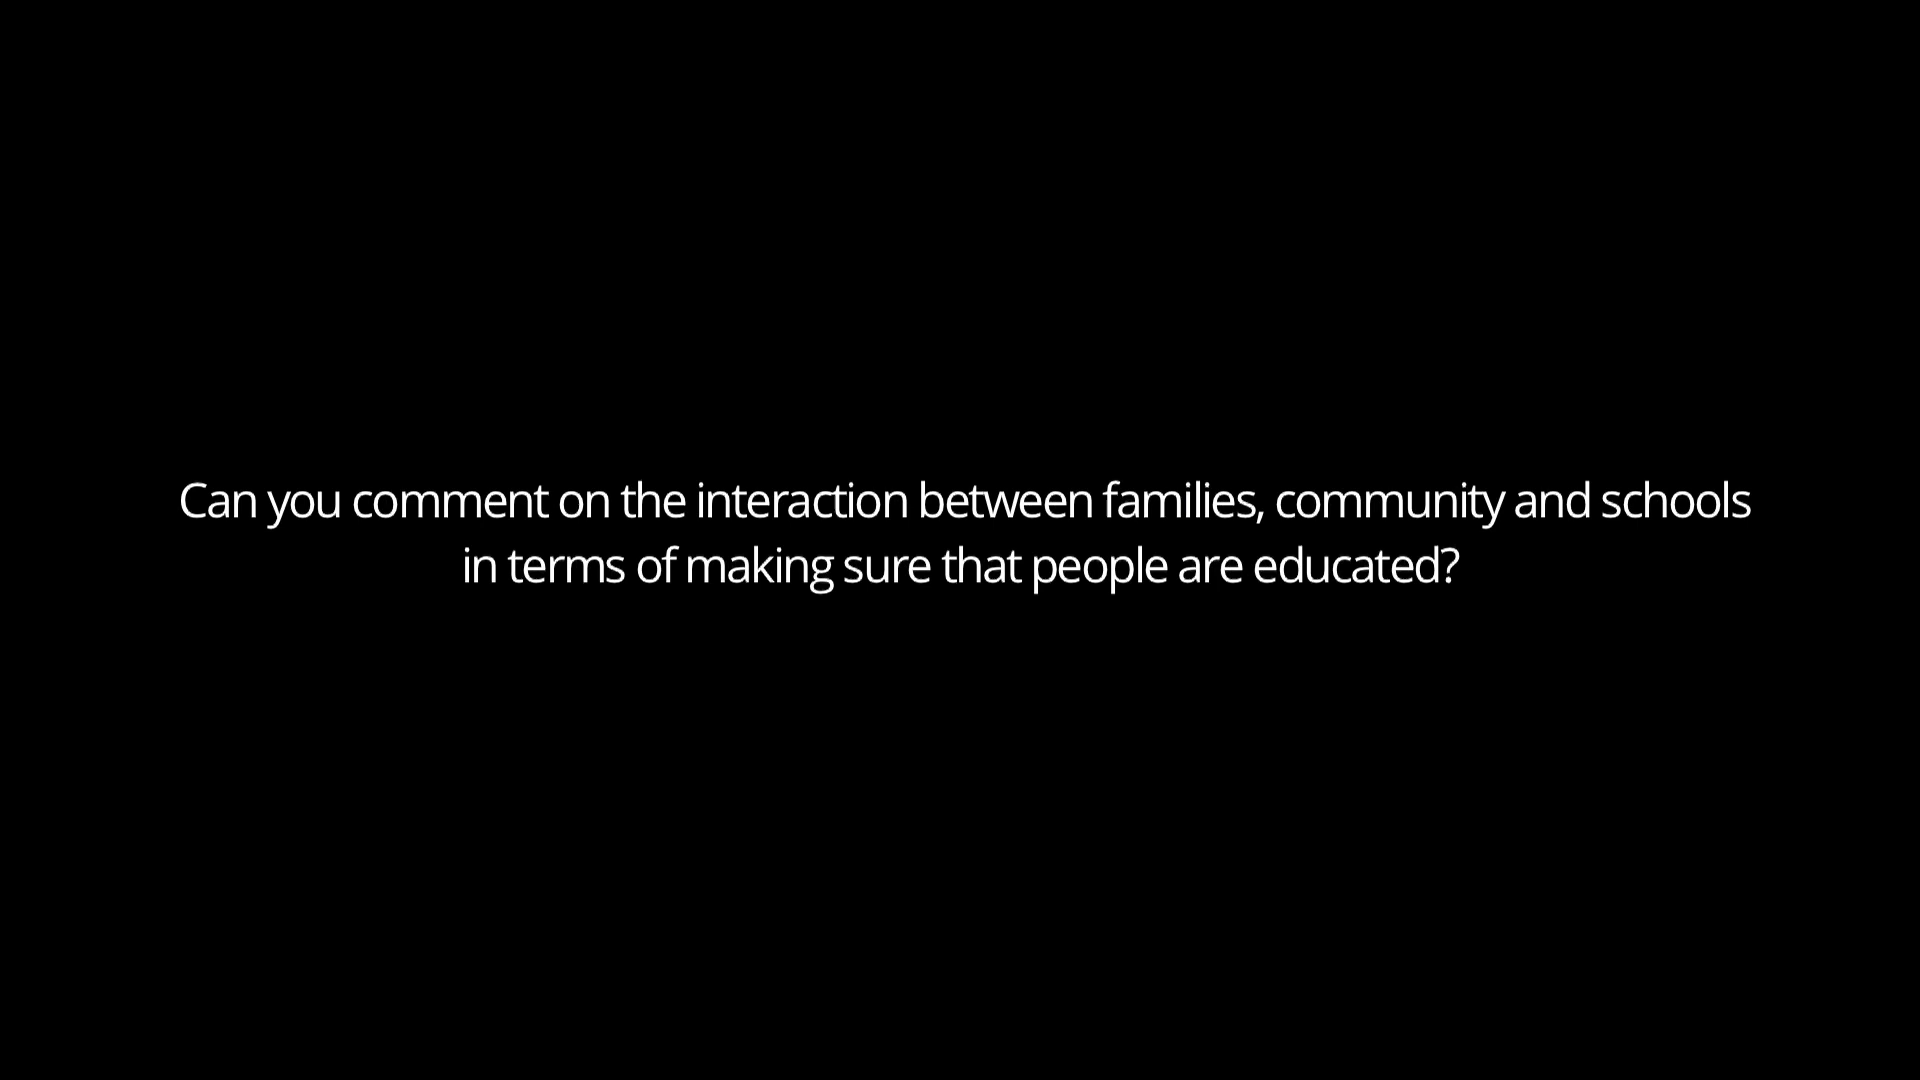 Can you comment on the interaction between families, community and schools
in terms of making sure that people are educated?